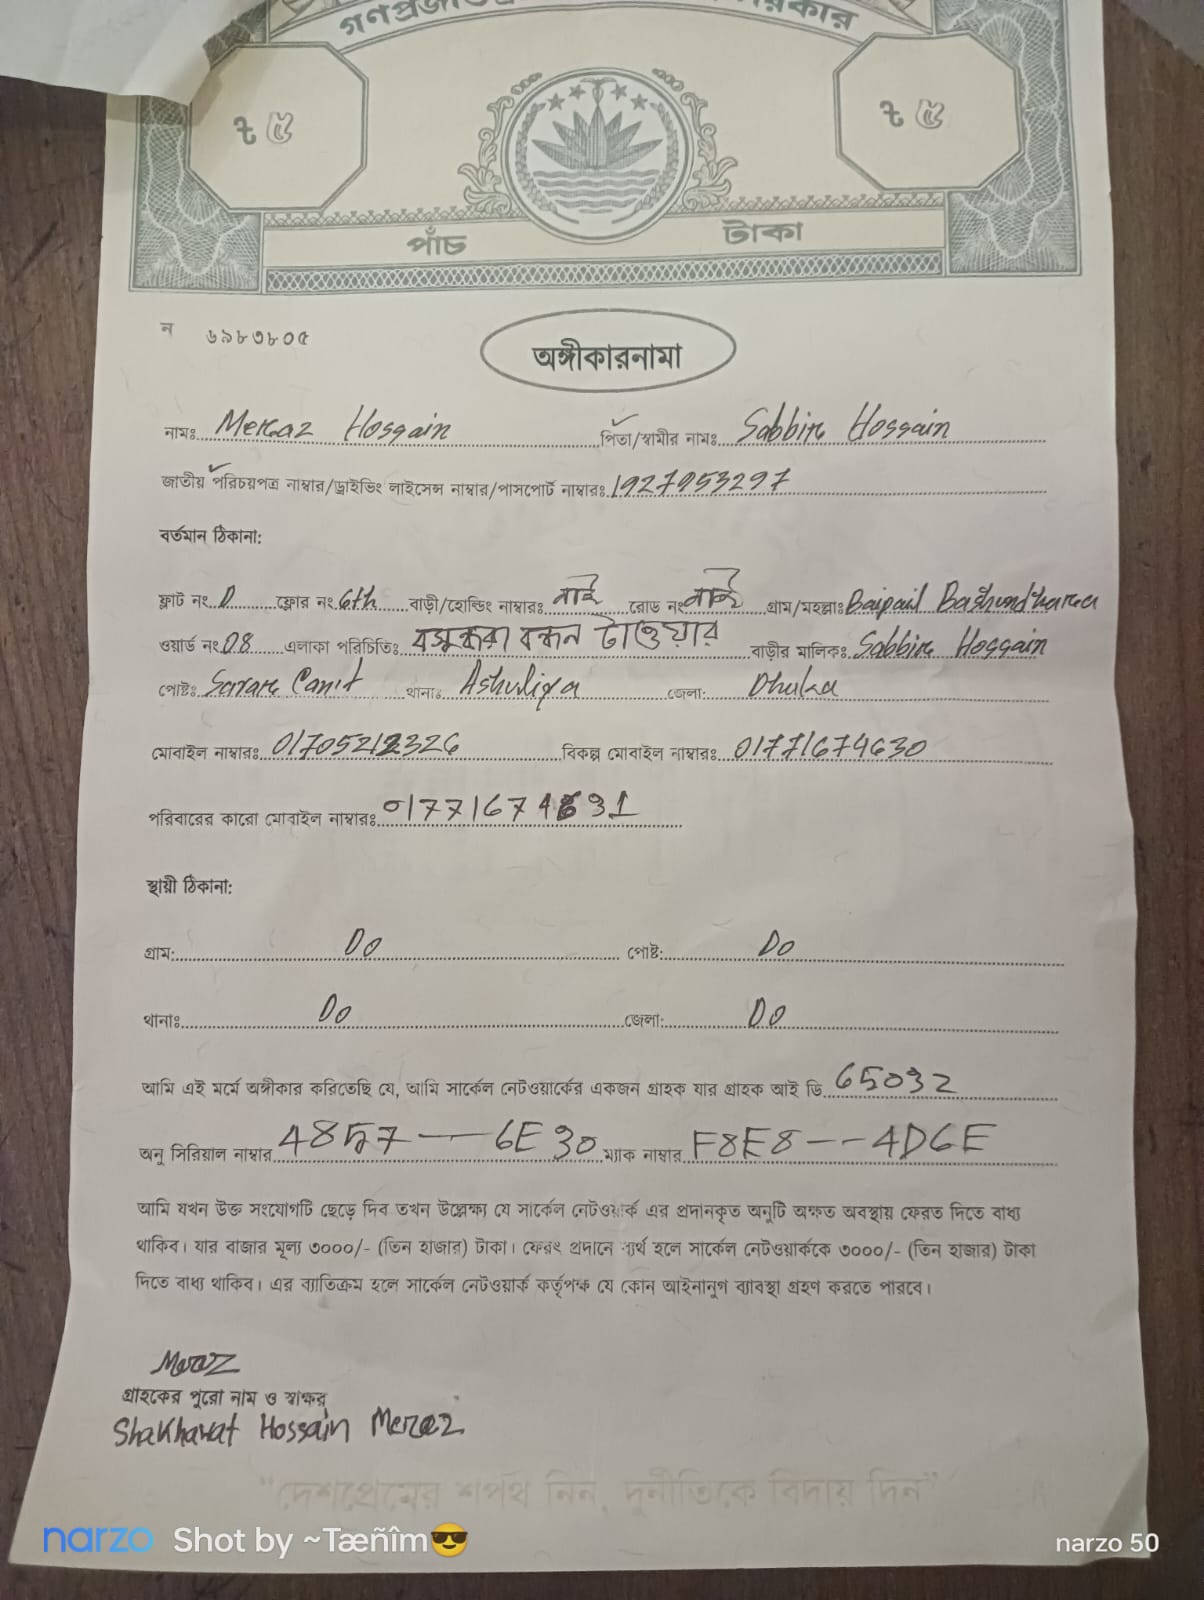 ৳ ৫ ৳ ৫
পাঁচ টাকা
ন ৬৯৮৩৮০৫
অঙ্গীকারনামা
নামঃ Meraz Hossain পিতা/স্বামীর নামঃ Sabbir Hossain
জাতীয় পরিচয়পত্র নাম্বার/ড্রাইভিং লাইসেন্স নাম্বার/পাসপোর্ট নাম্বারঃ 1927953297
বর্তমান ঠিকানা:
ফ্লাট নং D ফ্লোর নং 6th বাড়ী/হোল্ডিং নাম্বারঃ নাই রোড নং নাই গ্রাম/মহল্লাঃ Baipail Bashundhara
ওয়ার্ড নং 08 এলাকা পরিচিতিঃ বসুন্ধরা বন্ধন টাওয়ার বাড়ীর মালিকঃ Sabbir Hossain
পোষ্টঃ Savar Cant থানাঃ Ashuliya জেলা: Dhaka
মোবাইল নাম্বারঃ 01705212326 বিকল্প মোবাইল নাম্বারঃ 01771674630
পরিবারের কারো মোবাইল নাম্বারঃ 01771674631
স্থায়ী ঠিকানা:
গ্রাম: Do পোষ্ট: Do
থানাঃ Do জেলা: Do
আমি এই মর্মে অঙ্গীকার করিতেছি যে, আমি সার্কেল নেটওয়ার্কের একজন গ্রাহক যার গ্রাহক আই ডি 65032
অনু সিরিয়াল নাম্বার 4857 — 6E30 ম্যাক নাম্বার F8E8 -- 4D6E
আমি যখন উক্ত সংযোগটি ছেড়ে দিব তখন উল্লেক্ষ্য যে সার্কেল নেটওয়ার্ক এর প্রদানকৃত অনুটি অক্ষত অবস্থায় ফেরত দিতে বাধ্য
থাকিব। যার বাজার মূল্য ৩০০০/- (তিন হাজার) টাকা। ফেরৎ প্রদানে ব্যর্থ হলে সার্কেল নেটওয়ার্ককে ৩০০০/- (তিন হাজার) টাকা
দিতে বাধ্য থাকিব। এর ব্যাতিক্রম হলে সার্কেল নেটওয়ার্ক কর্তৃপক্ষ যে কোন আইনানুগ ব্যাবস্থা গ্রহণ করতে পারবে।
Meraz
গ্রাহকের পুরো নাম ও স্বাক্ষর
Shakhawat Hossain Meraz
“দেশপ্রেমের শপথ নিন, দুর্নীতিকে বিদায় দিন”
narzo Shot by ~Tæñîm😎 narzo 50